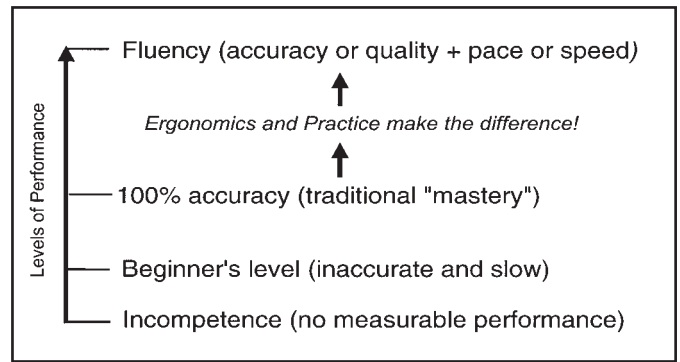 Levels of Performance
Fluency (accuracy or quality + pace or speed)
Ergonomics and Practice make the difference!
100% accuracy (traditional "mastery")
Beginner's level (inaccurate and slow)
Incompetence (no measurable performance)